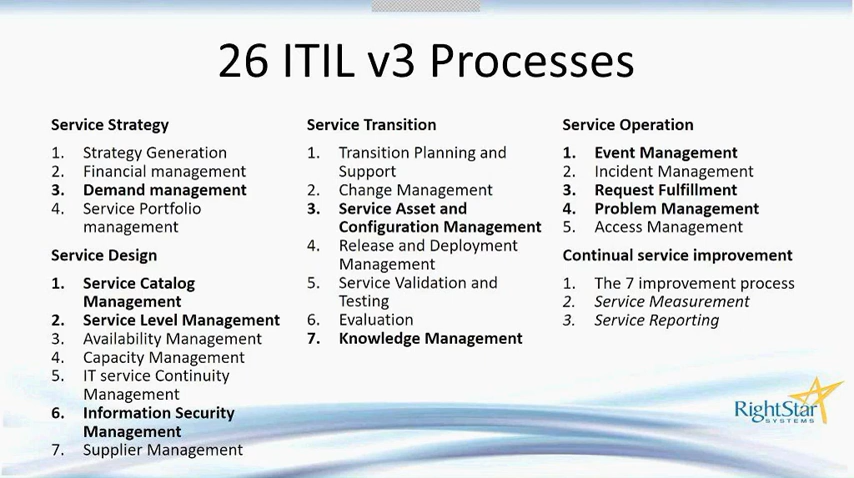 26 ITIL v3 Processes
Service Strategy
1. Strategy Generation
2. Financial management
3. Demand management
4. Service Portfolio
management
Service Design
1. Service Catalog
Management
2. Service Level Management
3. Availability Management
4. Capacity Management
5. IT service Continuity
Management
6. Information Security
Management
7. Supplier Management
Service Transition
1. Transition Planning and
Support
2. Change Management
3. Service Asset and
Configuration Management
4. Release and Deployment
Management
5. Service Validation and
Testing
6. Evaluation
7. Knowledge Management
Service Operation
1. Event Management
2. Incident Management
3. Request Fulfillment
4. Problem Management
5. Access Management
Continual service improvement
1. The 7 improvement process
2. Service Measurement
3. Service Reporting
RightStar
SYSTEMS